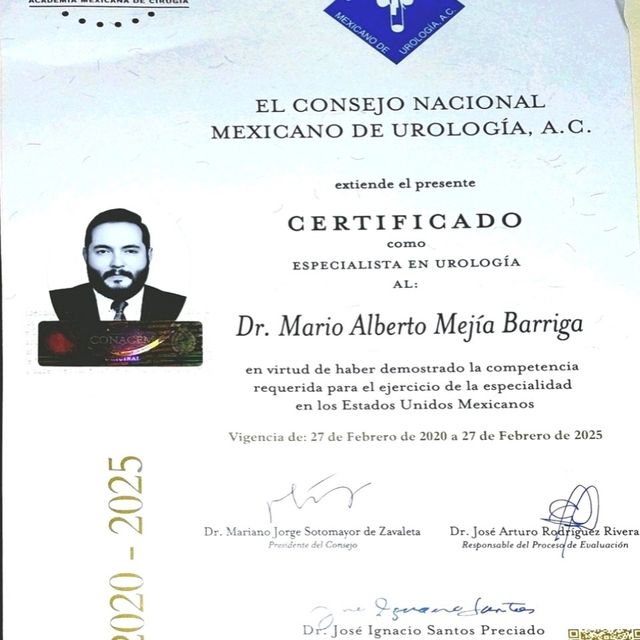 ACADEMIA MEXICANA DE CIRUGÍA
MEXICANO DE UROLOGÍA, A.C.
EL CONSEJO NACIONAL
MEXICANO DE UROLOGÍA, A.C.
extiende el presente
CERTIFICADO
como
ESPECIALISTA EN UROLOGÍA
AL:
CONACEM
Dr. Mario Alberto Mejía Barriga
en virtud de haber demostrado la competencia
requerida para el ejercicio de la especialidad
en los Estados Unidos Mexicanos
Vigencia de: 27 de Febrero de 2020 a 27 de Febrero de 2025
2020 - 2025
Dr. Mariano Jorge Sotomayor de Zavaleta
Presidente del Consejo
Dr. José Arturo Rodríguez Rivera
Responsable del Proceso de Evaluación
Dr. José Ignacio Santos Preciado